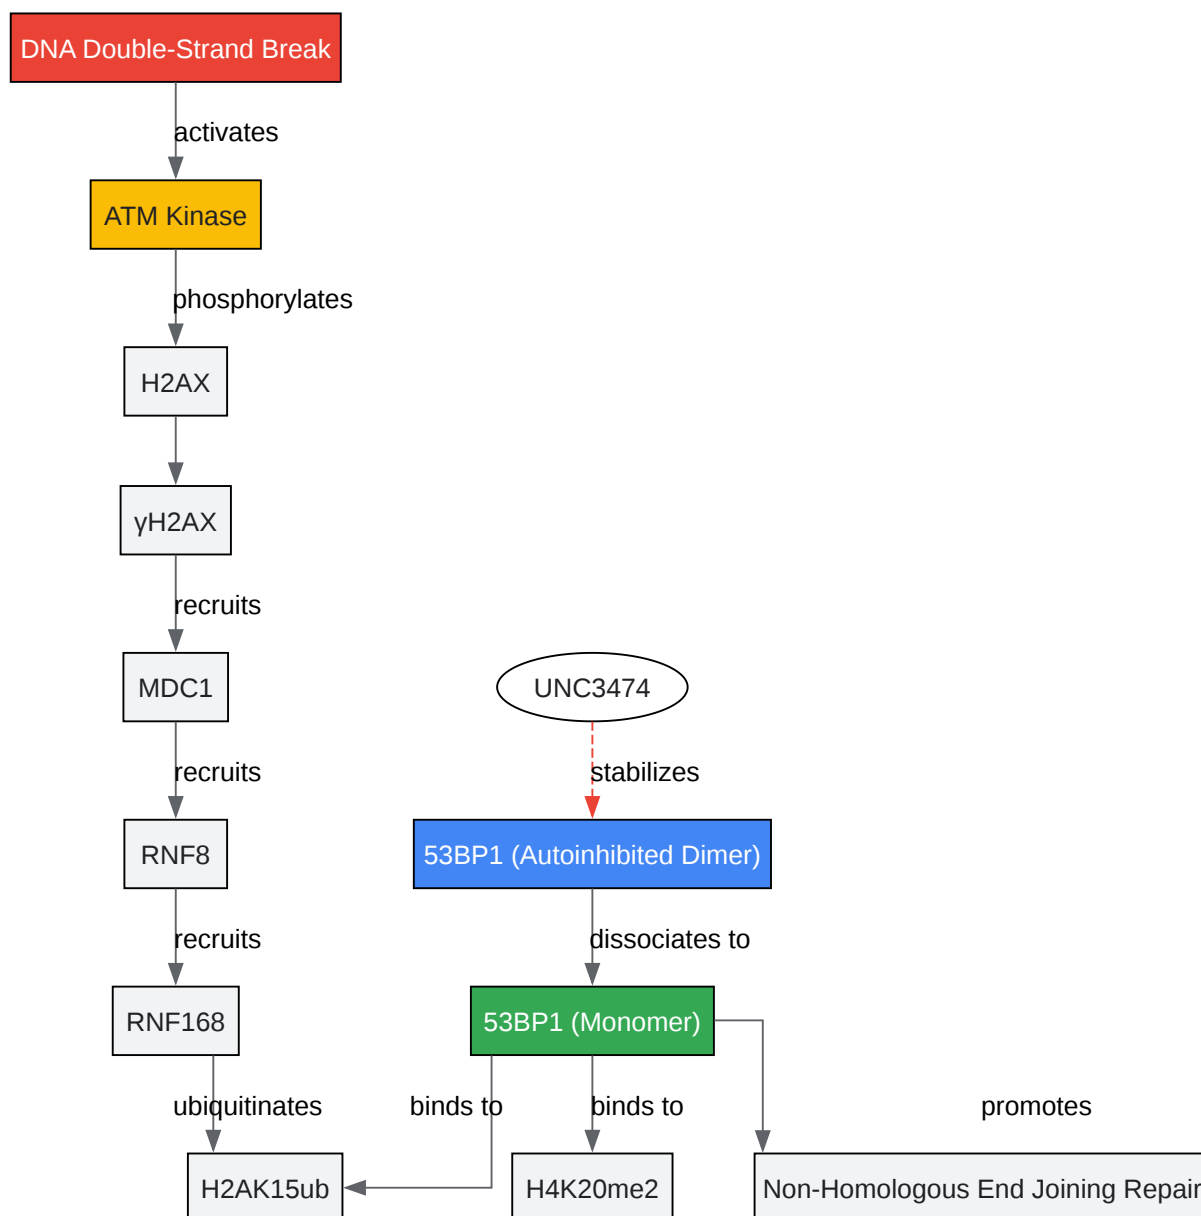 DNA Double-Strand Break
activates
ATM Kinase
phosphorylates
H2AX
γH2AX
recruits
MDC1
UNC3474
recruits
stabilizes
RNF8
53BP1 (Autoinhibited Dimer)
recruits
dissociates to
RNF168
53BP1 (Monomer)
ubiquitinates
binds to
binds to
promotes
H2AK15ub
H4K20me2
Non-Homologous End Joining Repair